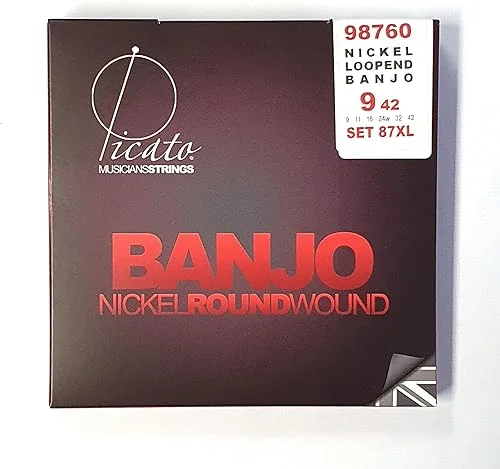 98760
NICKEL
LOOPEND
BANJO
9 42
9 11 16 24w 32 42
SET 87XL
Picato®
MUSICIANSSTRINGS
BANJO
NICKELROUNDWOUND